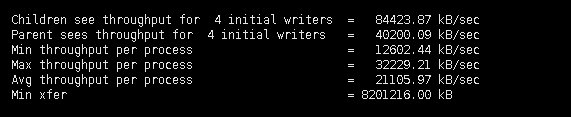 Children see throughput for  4 initial writers  =   84423.87 kB/sec
Parent sees throughput for  4 initial writers   =   40200.09 kB/sec
Min throughput per process                      =   12602.44 kB/sec
Max throughput per process                      =   32229.21 kB/sec
Avg throughput per process                      =   21105.97 kB/sec
Min xfer                                        = 8201216.00 kB